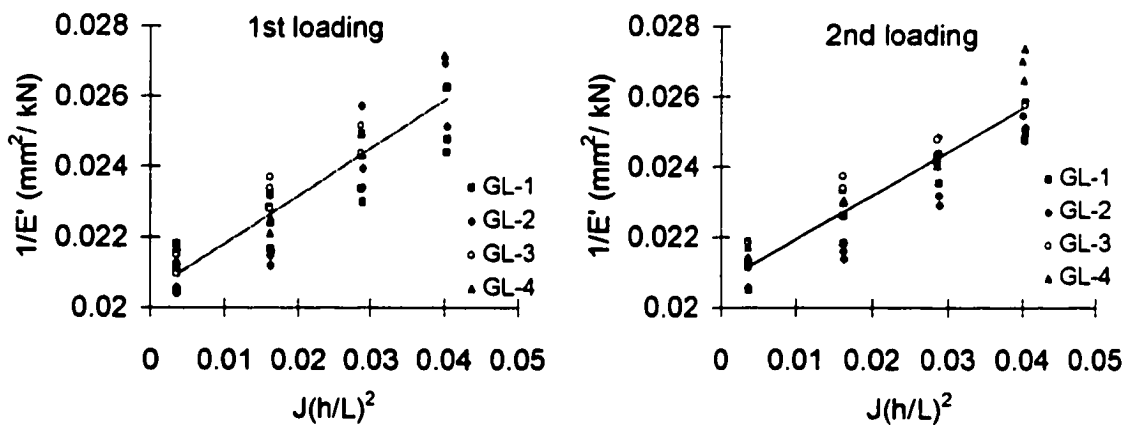 1st loading
1/E' (mm²/ kN)
0.028
0.026
0.024
0.022
0.02
0 0.01 0.02 0.03 0.04 0.05
J(h/L)²
GL-1
GL-2
GL-3
GL-4
2nd loading
1/E' (mm²/ kN)
0.028
0.026
0.024
0.022
0.02
0 0.01 0.02 0.03 0.04 0.05
J(h/L)²
GL-1
GL-2
GL-3
GL-4